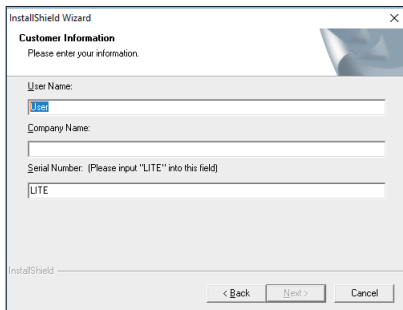 InstallShield Wizard
Customer Information
Please enter your information.
User Name:
User
Company Name:
Serial Number: (Please input "LITE" into this field)
LITE
InstallShield
< Back
Next >
Cancel